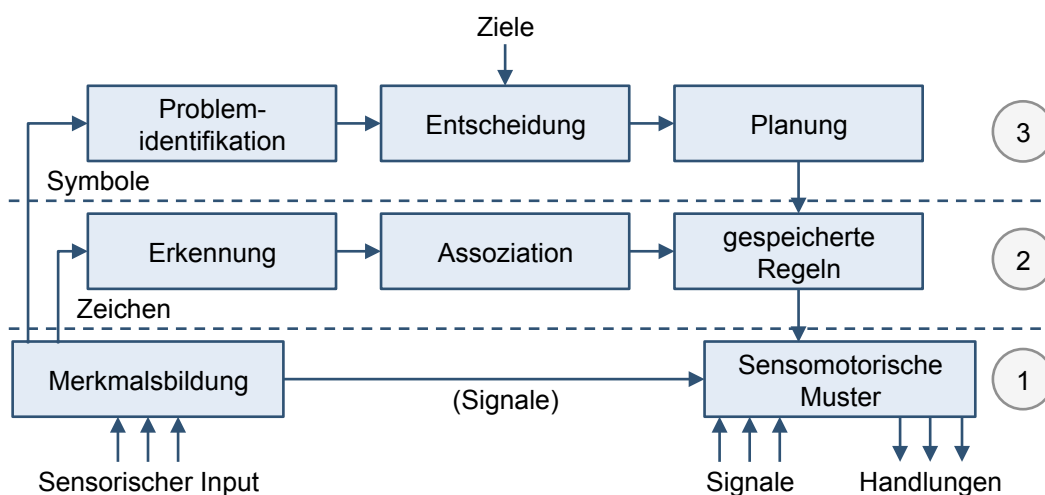 Ziele
Problem-
identifikation
Entscheidung
Planung
3
Symbole
Erkennung
Assoziation
gespeicherte
Regeln
2
Zeichen
Merkmalsbildung
(Signale)
Sensomotorische
Muster
1
Sensorischer Input
Signale
Handlungen